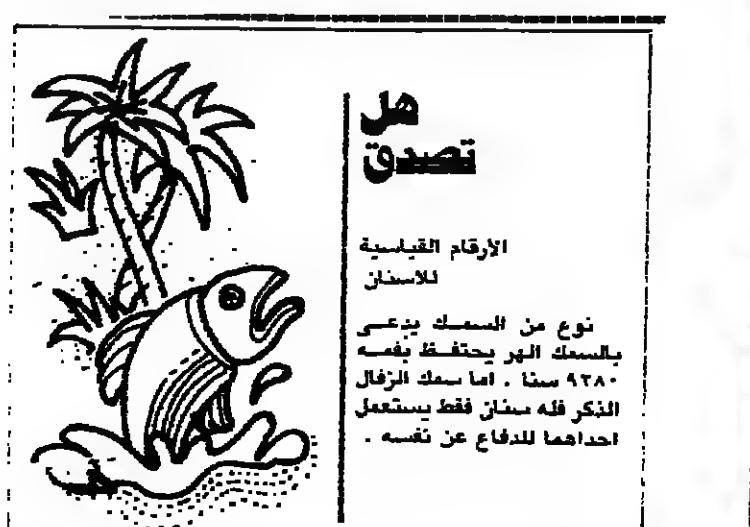 هل
تصدق
الأرقام القياسية
للاسنان
نوع من السمك يدعى
بالسمك الهر يحتفظ بفمه
٩٢٨٠ سنا . اما سمك الزفال
الذكر فله سنان فقط يستعمل
احداهما للدفاع عن نفسه .